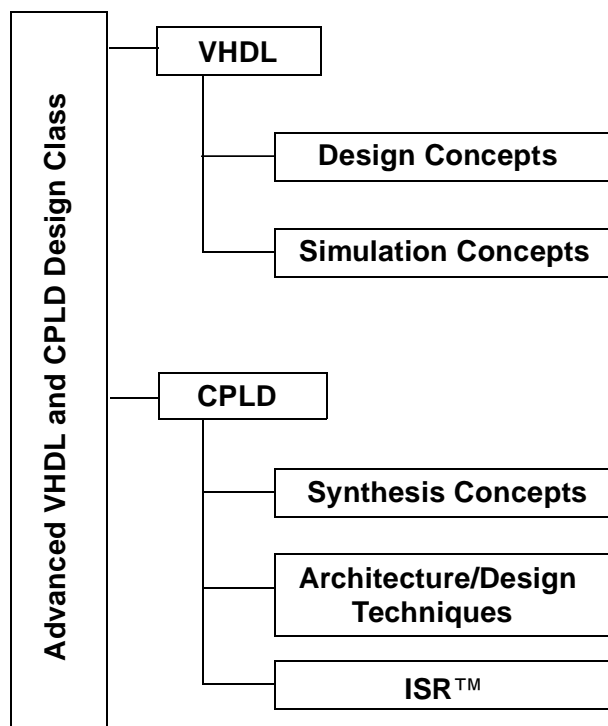 Advanced VHDL and CPLD Design Class
VHDL
Design Concepts
Simulation Concepts
CPLD
Synthesis Concepts
Architecture/Design
Techniques
ISR™